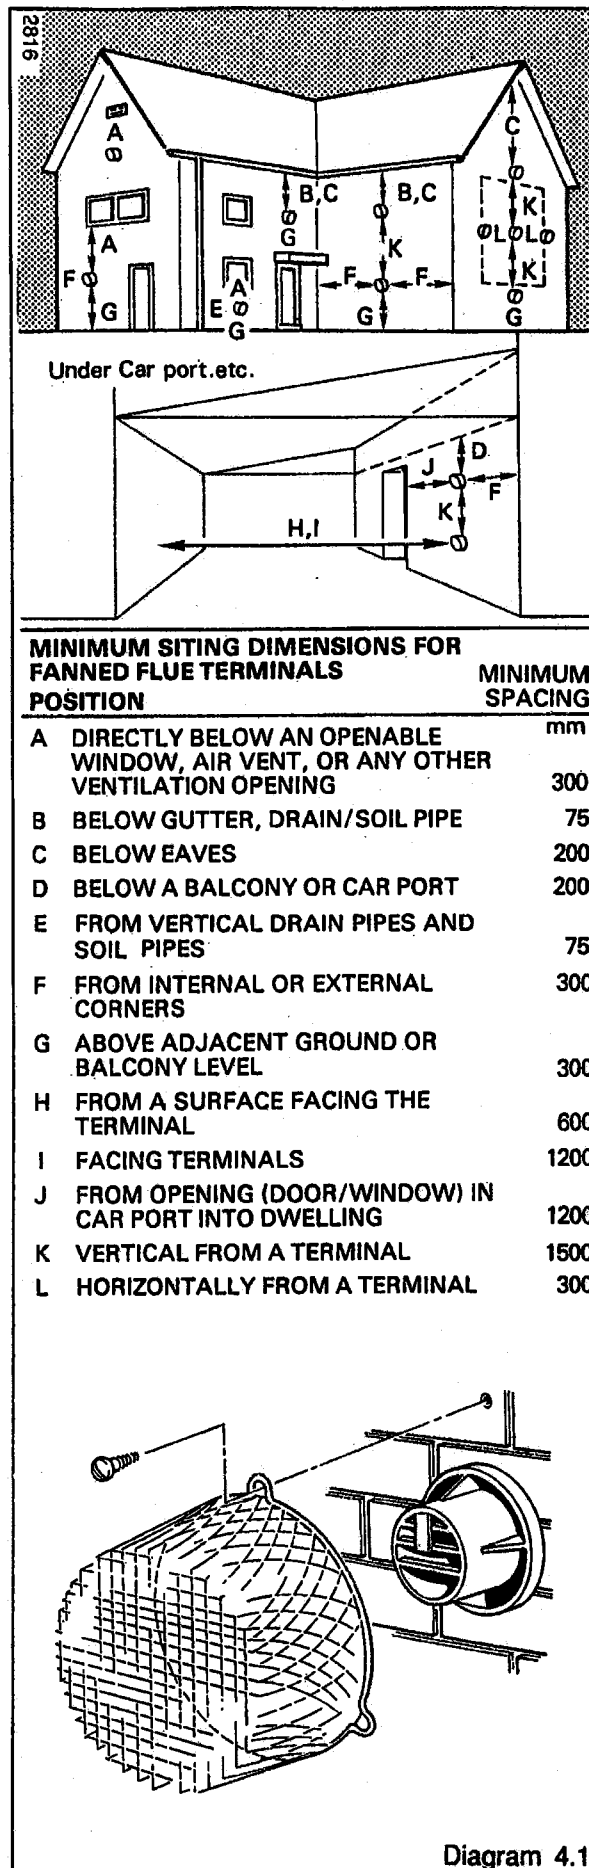 2816
A
C
B,C
B,C
K
A
G
L
L
K
F
A
K
F
F
G
E
G
G
G
Under Car port.etc.
D
J
F
K
H,I
MINIMUM SITING DIMENSIONS FOR
FANNED FLUE TERMINALS
MINIMUM
POSITION
SPACING
mm
A DIRECTLY BELOW AN OPENABLE
WINDOW, AIR VENT, OR ANY OTHER
VENTILATION OPENING 300
B BELOW GUTTER, DRAIN/SOIL PIPE 75
C BELOW EAVES 200
D BELOW A BALCONY OR CAR PORT 200
E FROM VERTICAL DRAIN PIPES AND
SOIL PIPES 75
F FROM INTERNAL OR EXTERNAL 300
CORNERS
G ABOVE ADJACENT GROUND OR
BALCONY LEVEL 300
H FROM A SURFACE FACING THE
TERMINAL 600
I FACING TERMINALS 1200
J FROM OPENING (DOOR/WINDOW) IN
CAR PORT INTO DWELLING 1200
K VERTICAL FROM A TERMINAL 1500
L HORIZONTALLY FROM A TERMINAL 300
Diagram 4.1